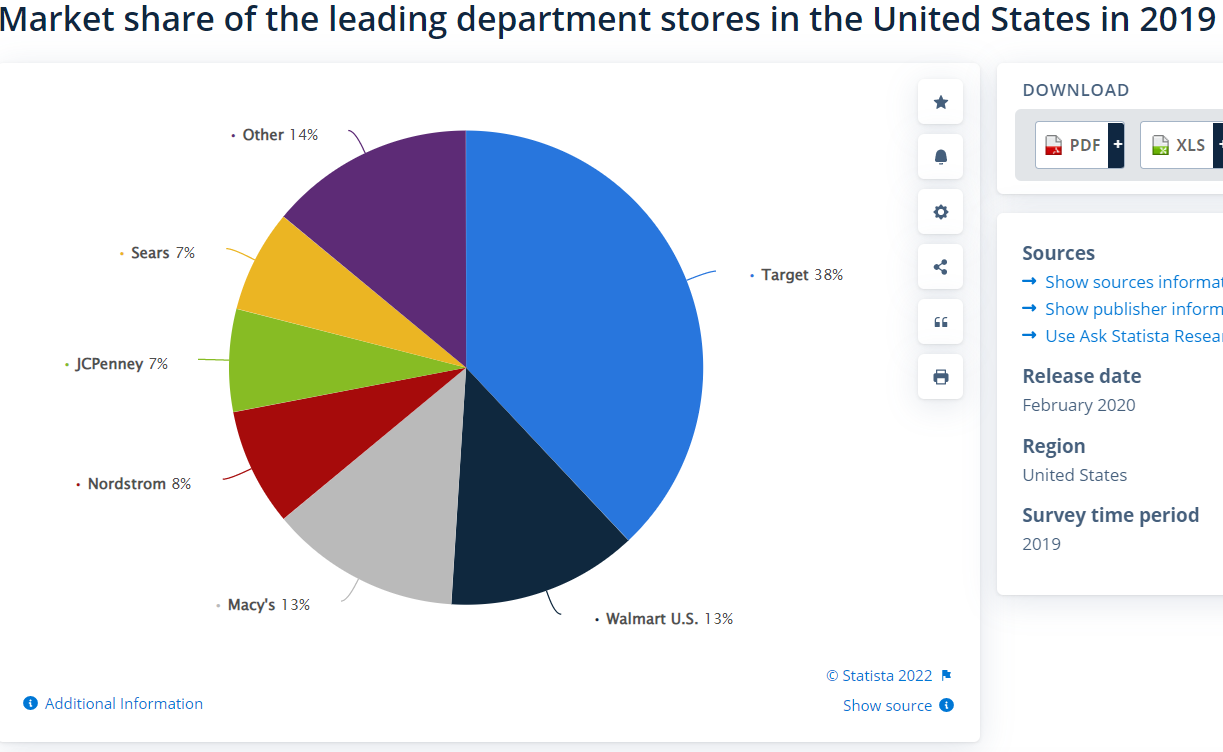 Market share of the leading department stores in the United States in 2019
Other 14%
Sears 7%
JCPenney 7%
Nordstrom 8%
Macy's 13%
Walmart U.S. 13%
Target 38%
Additional Information
© Statista 2022
Show source
DOWNLOAD
PDF +
XLS +
Sources
→ Show sources informat
→ Show publisher inform
→ Use Ask Statista Resear
Release date
February 2020
Region
United States
Survey time period
2019